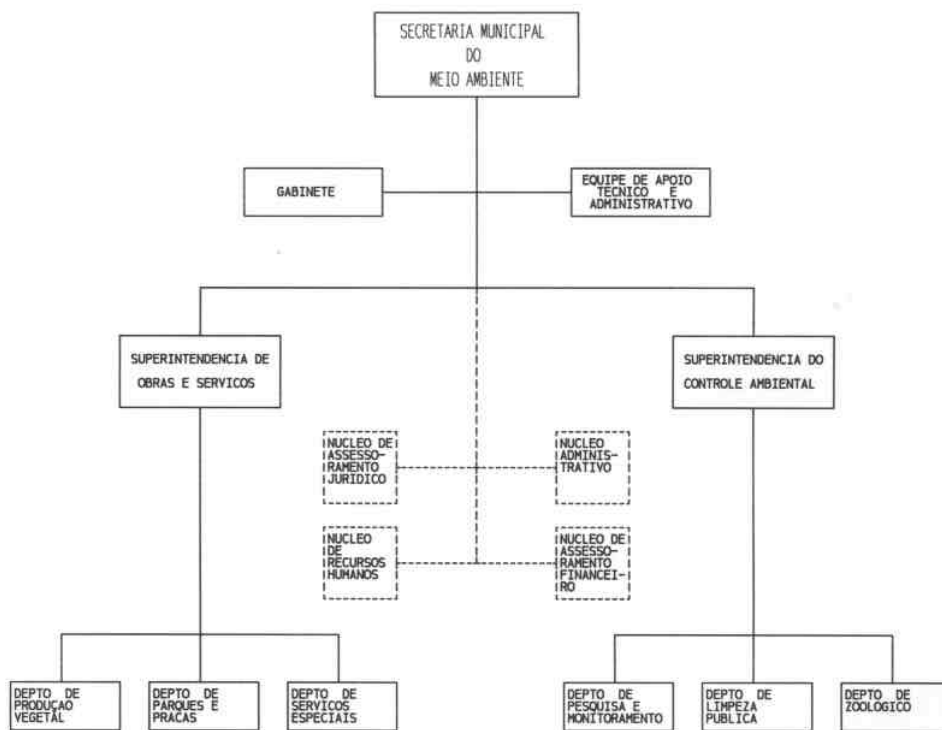 SECRETARIA MUNICIPAL
DO
MEIO AMBIENTE
GABINETE
EQUIPE DE APOIO
TECNICO E
ADMINISTRATIVO
SUPERINTENDENCIA DE
OBRAS E SERVICOS
SUPERINTENDENCIA DO
CONTROLE AMBIENTAL
NUCLEO DE
ASSESSO-
RAMENTO
JURIDICO
NUCLEO
ADMINIS-
TRATIVO
NUCLEO
DE
RECURSOS
HUMANOS
NUCLEO DE
ASSESSO-
RAMENTO
FINANCEI-
RO
DEPTO DE
PRODUÇAO
VEGETAL
DEPTO DE
PARQUES E
PRACAS
DEPTO DE
SERVICOS
ESPECIAIS
DEPTO DE
PESQUISA E
MONITORAMENTO
DEPTO DE
LIMPEZA
PUBLICA
DEPTO DE
ZOOLOGICO